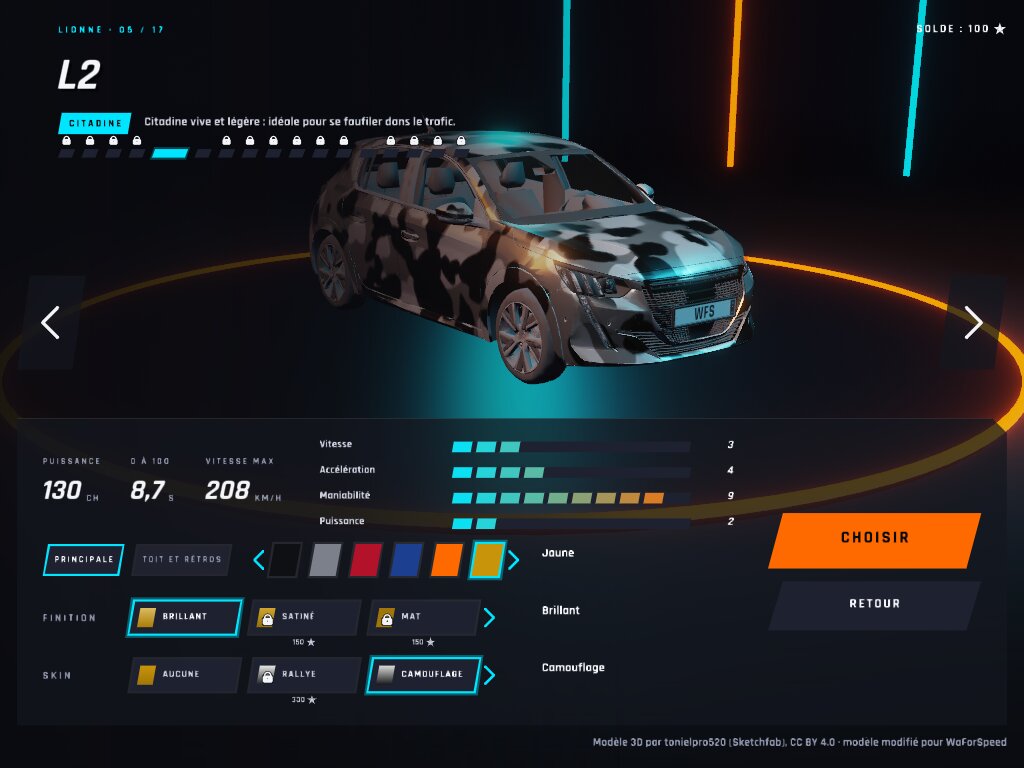 LIONNE · 05 / 17
SOLDE : 100 ★
L2
CITADINE
Citadine vive et légère : idéale pour se faufiler dans le trafic.
WFS
PUISSANCE
130 CH
0 À 100
8,7 S
VITESSE MAX
208 KM/H
Vitesse 3
Accélération 4
Maniabilité 9
Puissance 2
PRINCIPALE
TOIT ET RÉTROS
Jaune
FINITION
BRILLANT
SATINÉ
150 ★
MAT
150 ★
Brillant
SKIN
AUCUNE
RALLYE
300 ★
CAMOUFLAGE
Camouflage
CHOISIR
RETOUR
Modèle 3D par tonielpro520 (Sketchfab), CC BY 4.0 · modèle modifié pour WaForSpeed